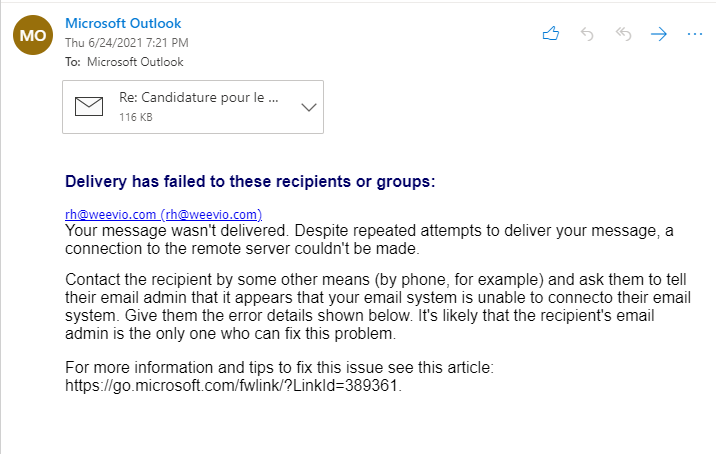 MO
Microsoft Outlook
Thu 6/24/2021 7:21 PM
To: Microsoft Outlook
Re: Candidature pour le ...
116 KB
Delivery has failed to these recipients or groups:
rh@weevio.com (rh@weevio.com)
Your message wasn't delivered. Despite repeated attempts to deliver your message, a
connection to the remote server couldn't be made.
Contact the recipient by some other means (by phone, for example) and ask them to tell
their email admin that it appears that your email system is unable to connecto their email
system. Give them the error details shown below. It's likely that the recipient's email
admin is the only one who can fix this problem.
For more information and tips to fix this issue see this article:
https://go.microsoft.com/fwlink/?LinkId=389361.